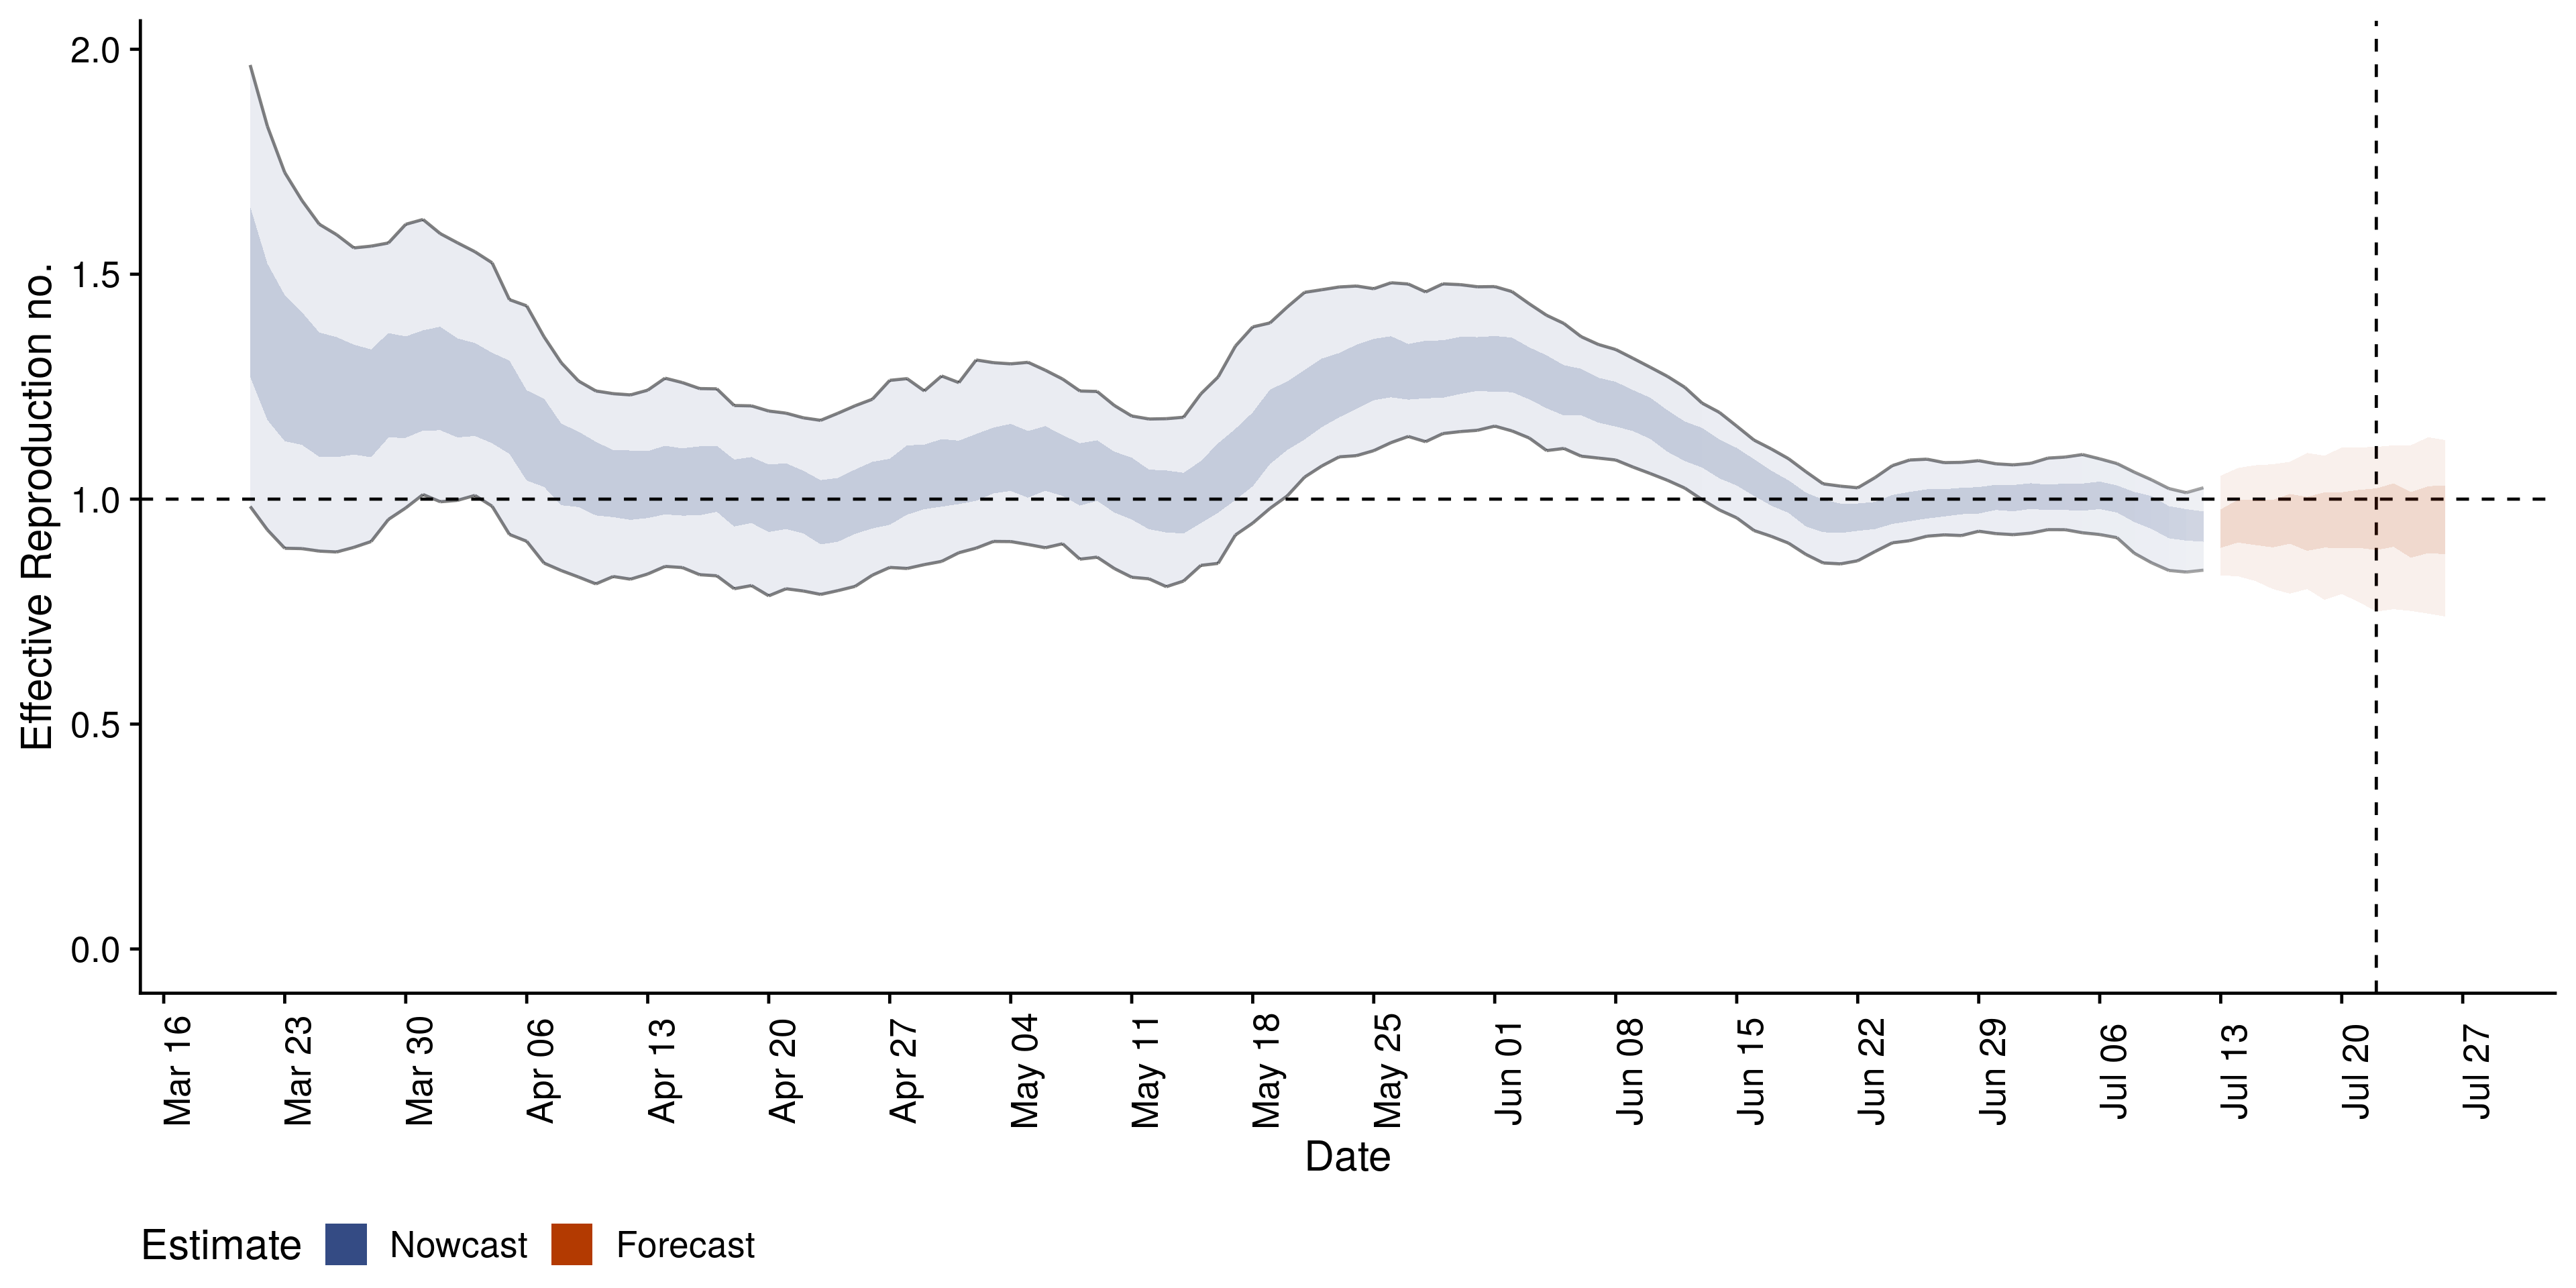 Effective Reproduction no.
2.0
1.5
1.0
0.5
0.0
Mar 16
Mar 23
Mar 30
Apr 06
Apr 13
Apr 20
Apr 27
May 04
May 11
May 18
May 25
Jun 01
Jun 08
Jun 15
Jun 22
Jun 29
Jul 06
Jul 13
Jul 20
Jul 27
Date
Estimate Nowcast Forecast